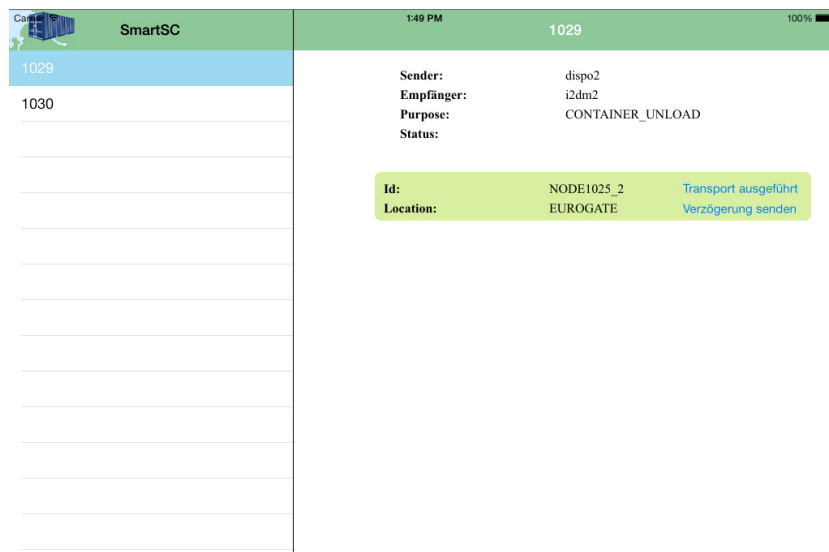 SmartSC
1:49 PM
100%
1029
1029
1030
Sender: dispo2
Empfänger: i2dm2
Purpose: CONTAINER_UNLOAD
Status:
Id: NODE1025_2 Transport ausgeführt
Location: EUROGATE Verzögerung senden